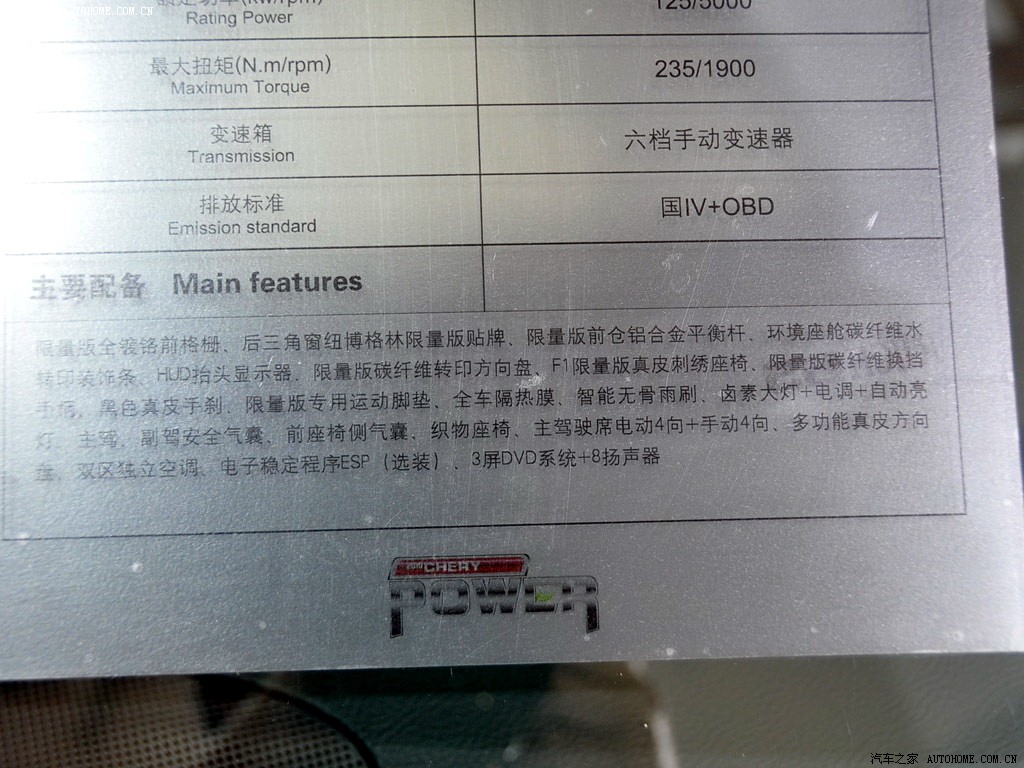 AUTOHOME.COM.CN
额定功率(kw/rpm)
Rating Power
125/5000
最大扭矩(N.m/rpm)
Maximum Torque
235/1900
变速箱
Transmission
六档手动变速器
排放标准
Emission standard
国IV+OBD
主要配备 Main features
限量版全镀铬前格栅、后三角窗纽博格林限量版贴牌、限量版前仓铝合金平衡杆、环境座舱碳纤维水
转印装饰条、HUD抬头显示器、限量版碳纤维转印方向盘、F1限量版真皮刺绣座椅、限量版碳纤维换挡
手柄、黑色真皮手刹、限量版专用运动脚垫、全车隔热膜、智能无骨雨刷、卤素大灯+电调+自动亮
灯、主驾、副驾安全气囊、前座椅侧气囊、织物座椅、主驾驶席电动4向+手动4向、多功能真皮方向
盘、双区独立空调、电子稳定程序ESP（选装）、3屏DVD系统+8扬声器
2010 CHERY
POWER
汽车之家 AUTOHOME.COM.CN